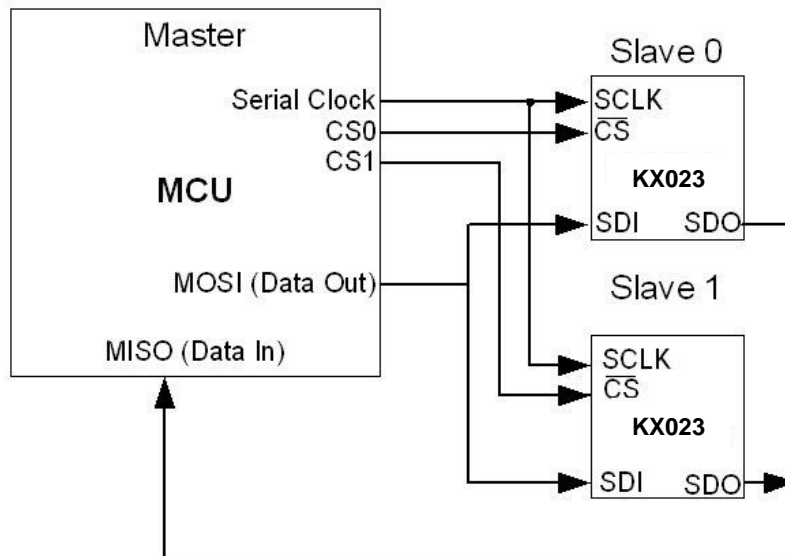 Master
Serial Clock
CS0
CS1
MCU
MOSI (Data Out)
MISO (Data In)
Slave 0
SCLK
CS
KX023
SDI SDO
Slave 1
SCLK
CS
KX023
SDI SDO